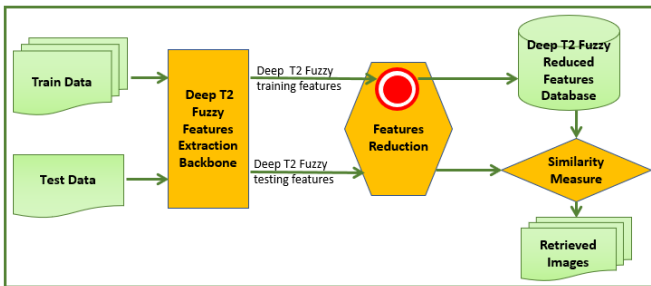 Train Data
Deep T2
Fuzzy
Features
Extraction
Backbone
Deep T2 Fuzzy
training features
Features
Reduction
Deep T2 Fuzzy
Reduced
Features
Database
Test Data
Deep T2 Fuzzy
testing features
Similarity
Measure
Retrieved
Images